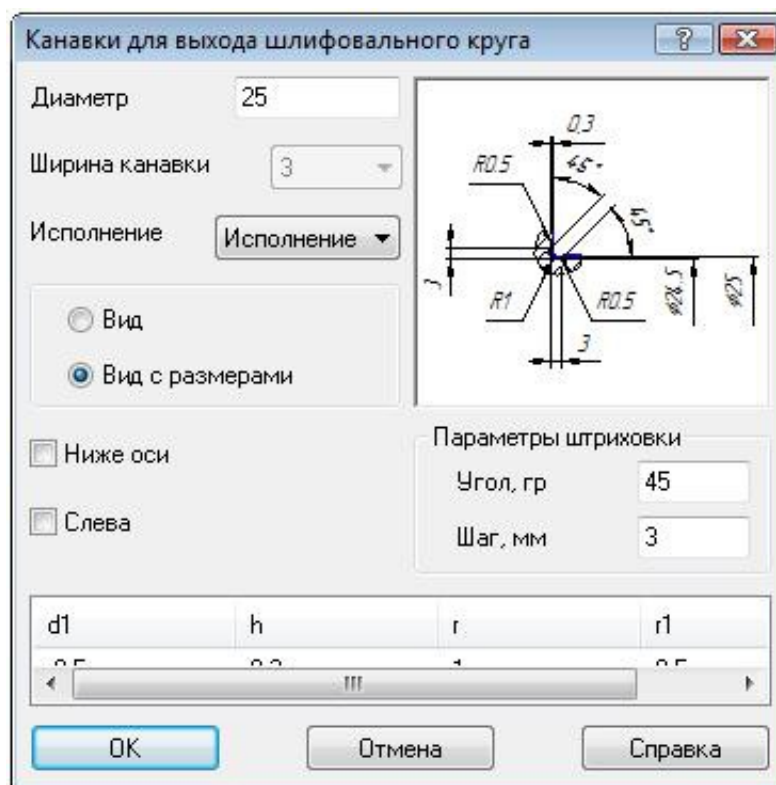 Канавки для выхода шлифовального круга
Диаметр 25
Ширина канавки 3
Исполнение Исполнение
Вид
Вид с размерами
0,3
R0.5
45°
45°
3
R1
R0.5
3
⌀24.5
⌀25
Ниже оси
Слева
Параметры штриховки
Угол, гр 45
Шаг, мм 3
d1 h r r1
OK Отмена Справка